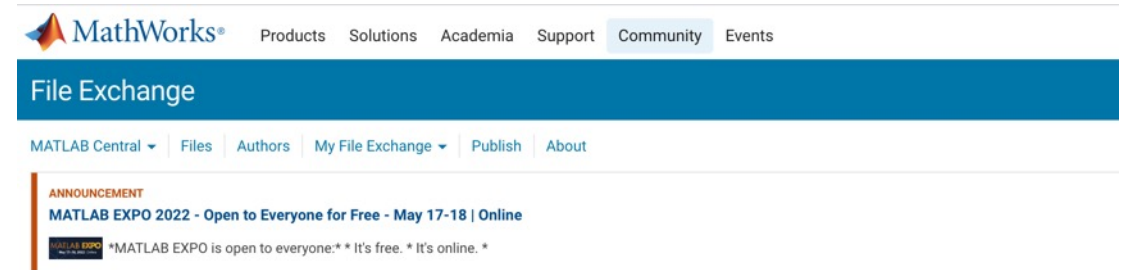 MathWorks® Products Solutions Academia Support Community Events
File Exchange
MATLAB Central Files Authors My File Exchange Publish About
ANNOUNCEMENT
MATLAB EXPO 2022 - Open to Everyone for Free - May 17-18 | Online
MATLAB EXPO *MATLAB EXPO is open to everyone:* * It's free. * It's online. *